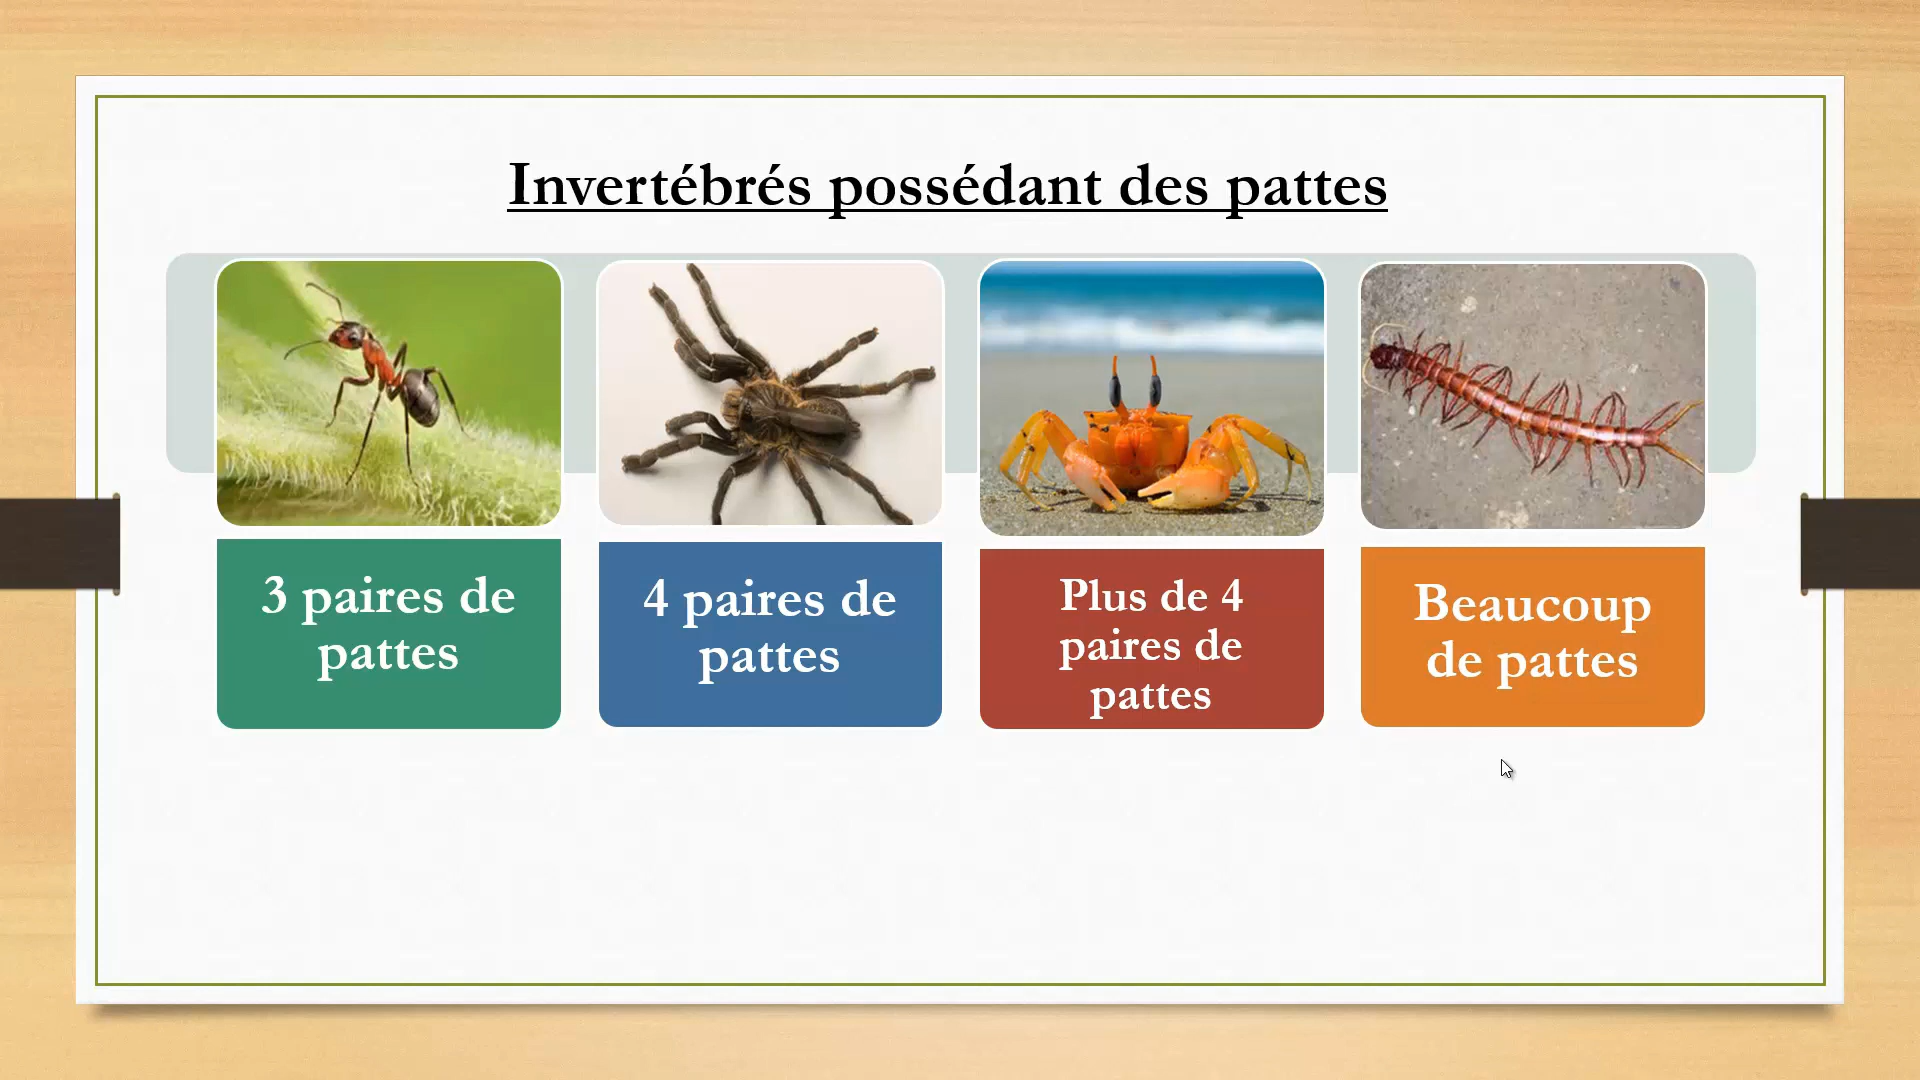 Invertébrés possédant des pattes
3 paires de
pattes
4 paires de
pattes
Plus de 4
paires de
pattes
Beaucoup
de pattes